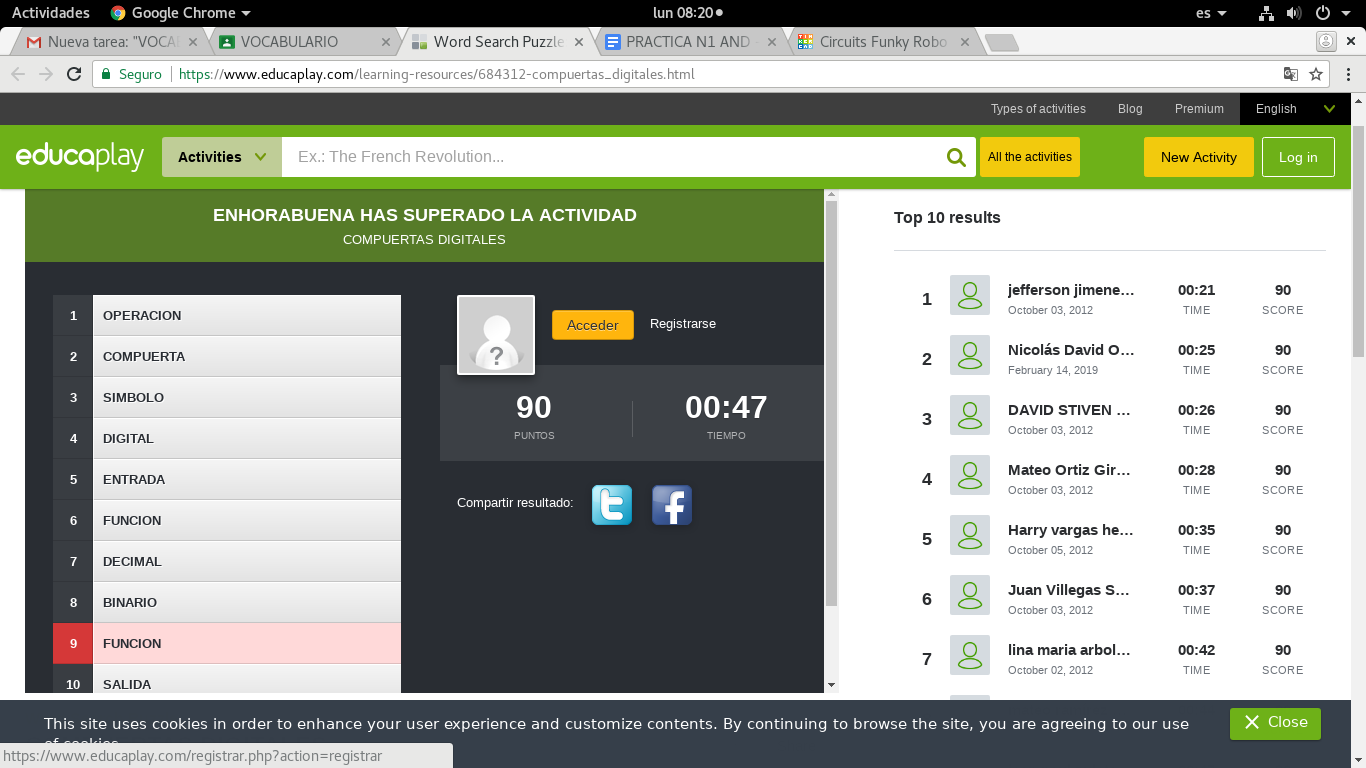 Actividades Google Chrome lun 08:20 es
Nueva tarea: "VOCA VOCABULARIO Word Search Puzzle PRACTICA N1 AND Circuits Funky Robo
Seguro https://www.educaplay.com/learning-resources/684312-compuertas_digitales.html
Types of activities Blog Premium English
educaplay Activities Ex.: The French Revolution... All the activities New Activity Log in
ENHORABUENA HAS SUPERADO LA ACTIVIDAD
COMPUERTAS DIGITALES
1 OPERACION
2 COMPUERTA
3 SIMBOLO
4 DIGITAL
5 ENTRADA
6 FUNCION
7 DECIMAL
8 BINARIO
9 FUNCION
10 SALIDA
?
Acceder Registrarse
90 00:47
PUNTOS TIEMPO
Compartir resultado:
Top 10 results
1 jefferson jimene... 00:21 90
October 03, 2012 TIME SCORE
2 Nicolás David O... 00:25 90
February 14, 2019 TIME SCORE
3 DAVID STIVEN ... 00:26 90
October 03, 2012 TIME SCORE
4 Mateo Ortiz Gir... 00:28 90
October 03, 2012 TIME SCORE
5 Harry vargas he... 00:35 90
October 05, 2012 TIME SCORE
6 Juan Villegas S... 00:37 90
October 03, 2012 TIME SCORE
7 lina maria arbol... 00:42 90
October 02, 2012 TIME SCORE
This site uses cookies in order to enhance your user experience and customize contents. By continuing to browse the site, you are agreeing to our use
of cookies
Close
https://www.educaplay.com/registrar.php?action=registrar